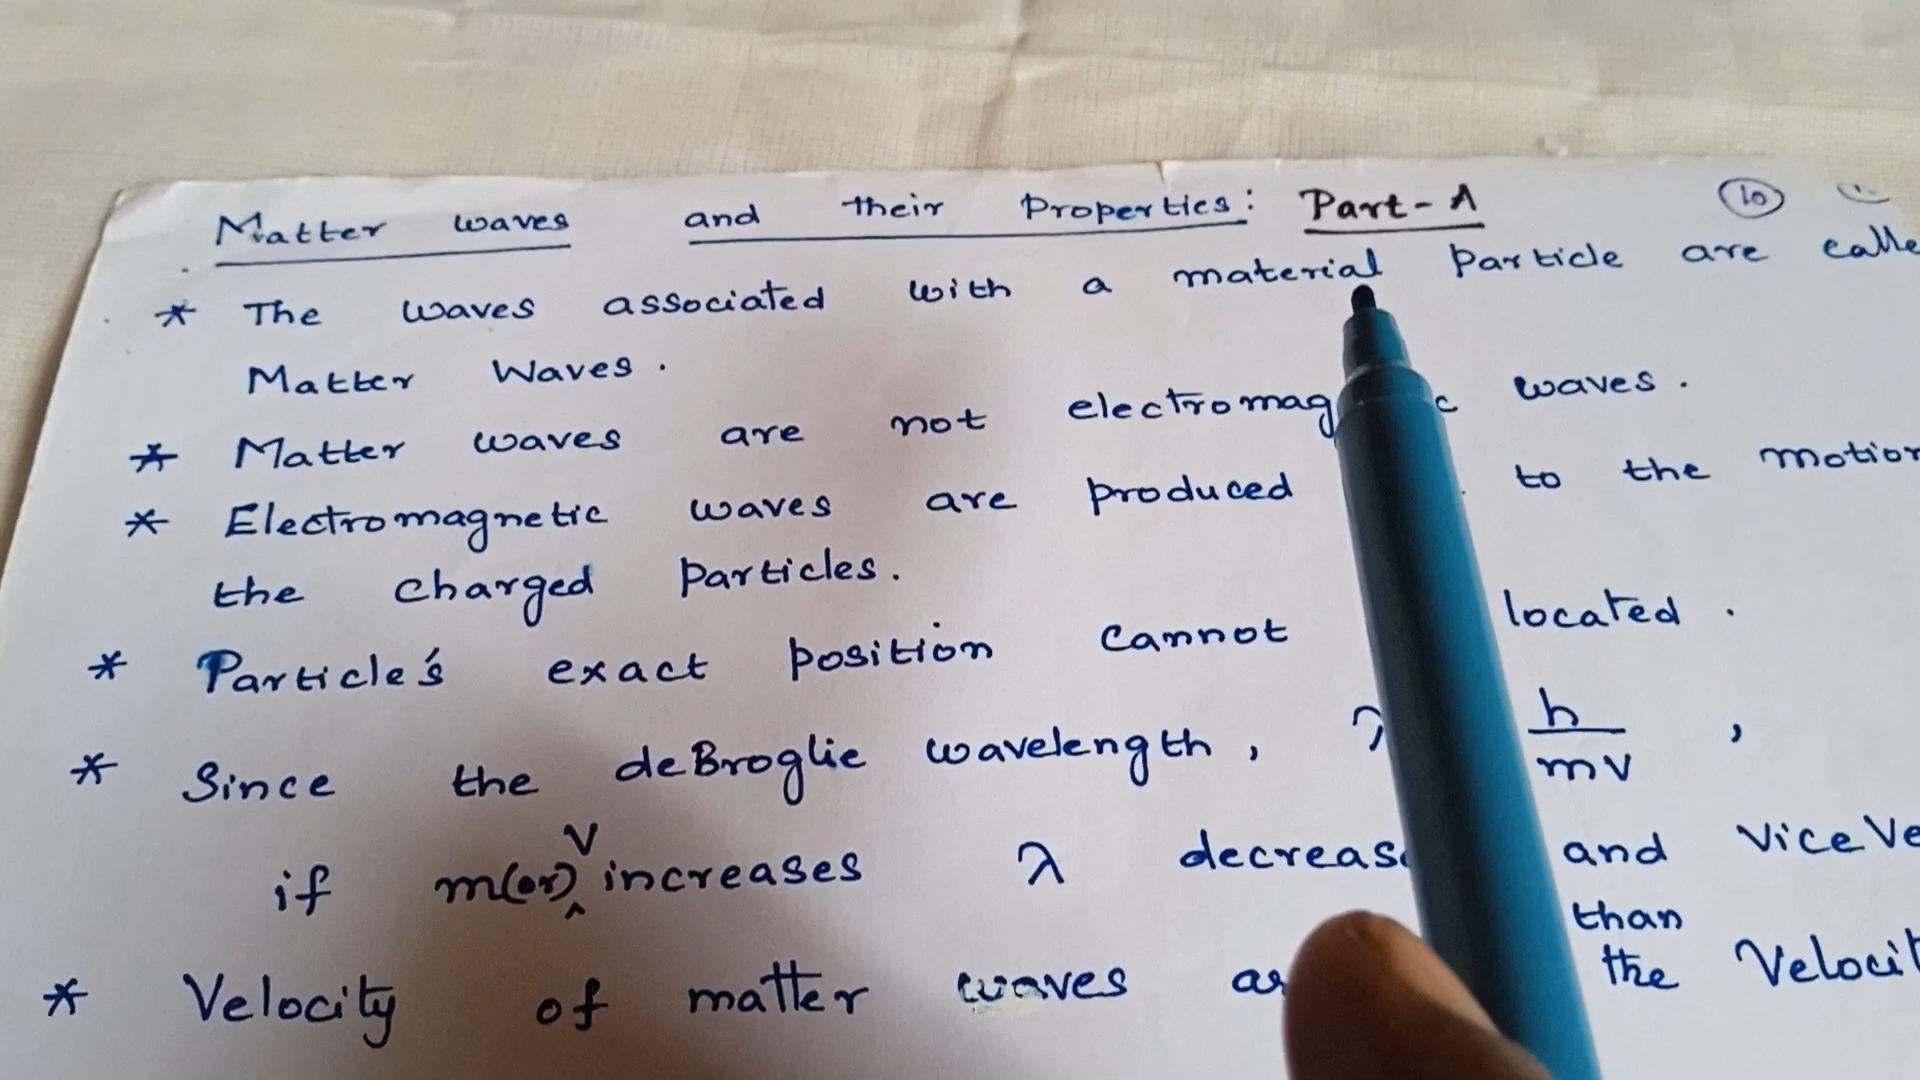 Matter waves and their Properties: Part-A 10
* The waves associated with a material particle are calle
Matter Waves.
* Matter waves are not electromag c waves.
* Electromagnetic waves are produced to the motion
the charged particles.
* Particle's exact position cannot located.
* Since the deBroglie wavelength, λ h/mv ,
if m(or) v increases λ decreas and ViceVe
than
* Velocity of matter waves the Velocit